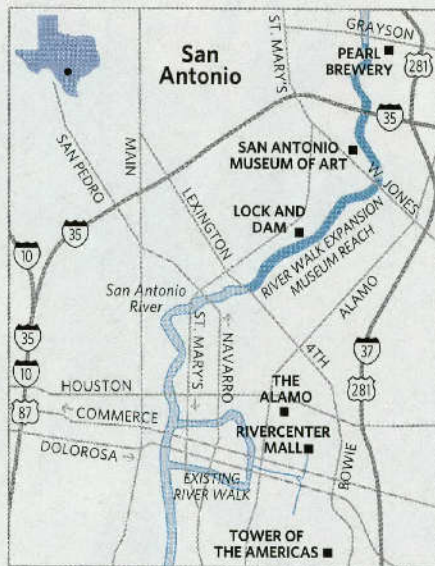 San
Antonio
GRAYSON
ST. MARY'S
PEARL
BREWERY
281
35
SAN ANTONIO
MUSEUM OF ART
W. JONES
SAN PEDRO
MAIN
LEXINGTON
LOCK AND
DAM
RIVER WALK EXPANSION
MUSEUM REACH
ALAMO
10
35
San Antonio
River
35
10
87
ST. MARY'S
NAVARRO
4TH
37
281
HOUSTON
COMMERCE
DOLOROSA
THE
ALAMO
RIVERCENTER
MALL
BOWIE
EXISTING
RIVER WALK
TOWER OF
THE AMERICAS